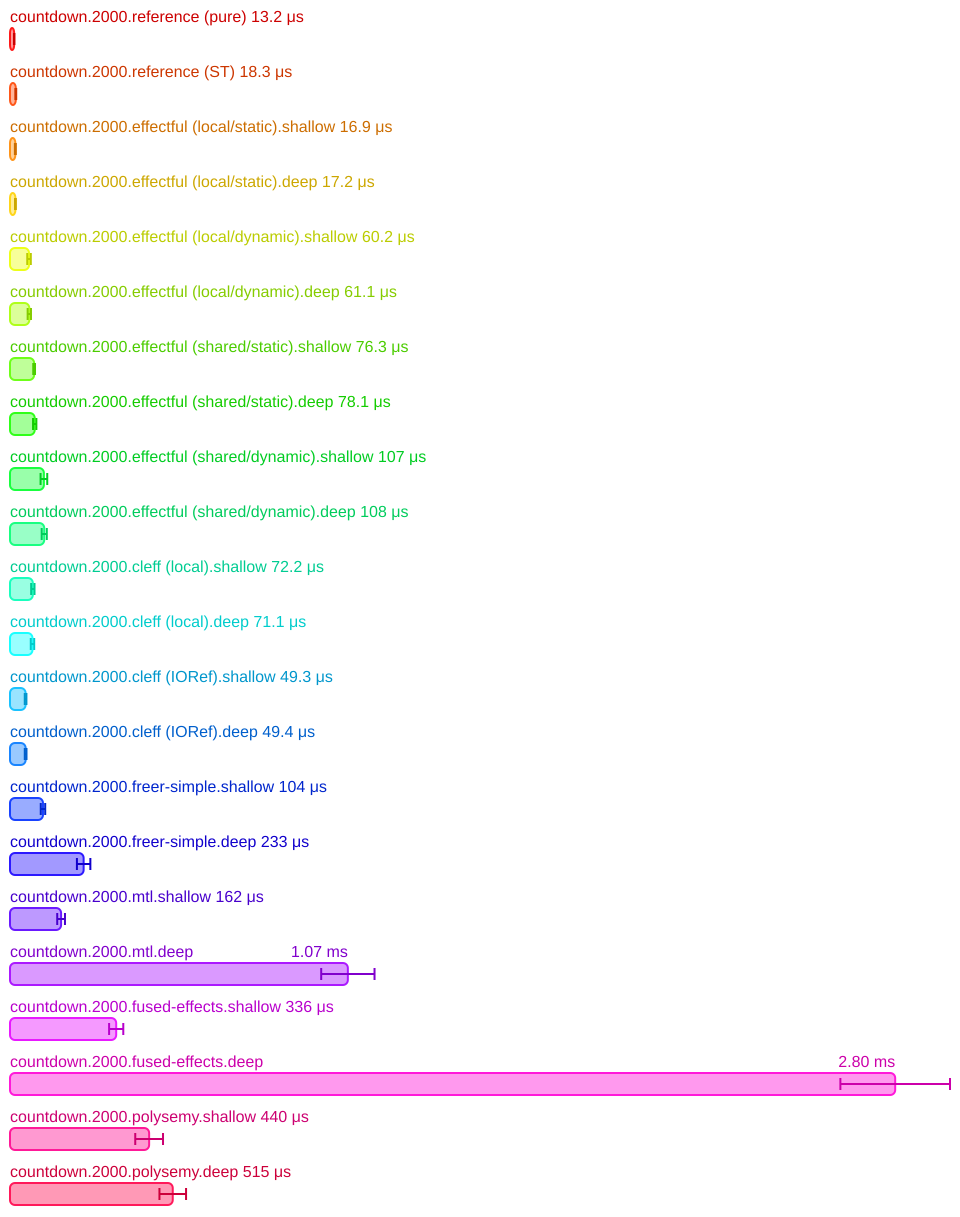 countdown.2000.reference (pure) 13.2 μs
countdown.2000.reference (ST) 18.3 μs
countdown.2000.effectful (local/static).shallow 16.9 μs
countdown.2000.effectful (local/static).deep 17.2 μs
countdown.2000.effectful (local/dynamic).shallow 60.2 μs
countdown.2000.effectful (local/dynamic).deep 61.1 μs
countdown.2000.effectful (shared/static).shallow 76.3 μs
countdown.2000.effectful (shared/static).deep 78.1 μs
countdown.2000.effectful (shared/dynamic).shallow 107 μs
countdown.2000.effectful (shared/dynamic).deep 108 μs
countdown.2000.cleff (local).shallow 72.2 μs
countdown.2000.cleff (local).deep 71.1 μs
countdown.2000.cleff (IORef).shallow 49.3 μs
countdown.2000.cleff (IORef).deep 49.4 μs
countdown.2000.freer-simple.shallow 104 μs
countdown.2000.freer-simple.deep 233 μs
countdown.2000.mtl.shallow 162 μs
countdown.2000.mtl.deep 1.07 ms
countdown.2000.fused-effects.shallow 336 μs
countdown.2000.fused-effects.deep 2.80 ms
countdown.2000.polysemy.shallow 440 μs
countdown.2000.polysemy.deep 515 μs